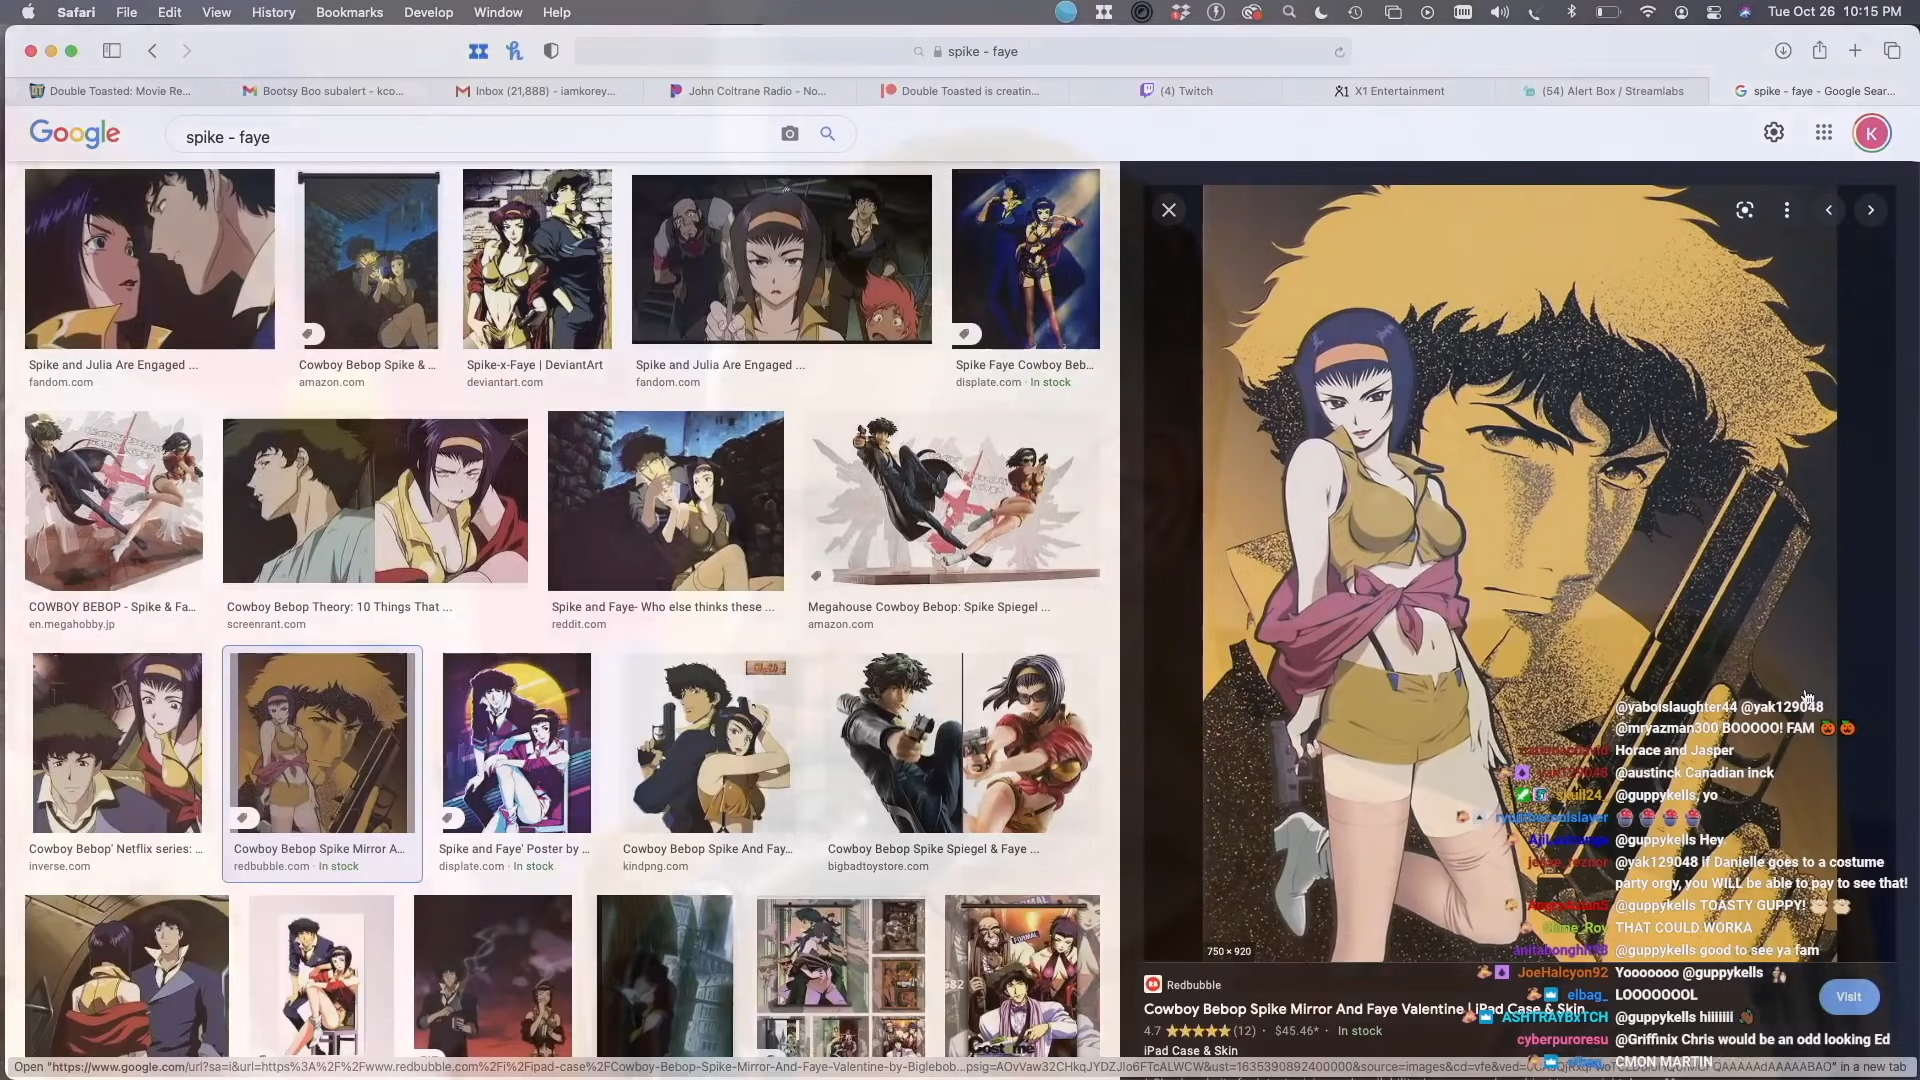 Safari File Edit View History Bookmarks Develop Window Help
Tue Oct 26 10:15 PM
spike - faye
Double Toasted: Movie Re...
Bootsy Boo subalert - kco...
Inbox (21,888) - iamkorey...
John Coltrane Radio - No...
Double Toasted is creatin...
(4) Twitch
X1 Entertainment
(54) Alert Box / Streamlabs
spike - faye - Google Sear...
Google
spike - faye
K
Spike and Julia Are Engaged ...
fandom.com
Cowboy Bebop Spike & ...
amazon.com
Spike-x-Faye | DeviantArt
deviantart.com
Spike and Julia Are Engaged ...
fandom.com
Spike Faye Cowboy Beb...
displate.com · In stock
COWBOY BEBOP - Spike & Fa...
en.megahobby.jp
Cowboy Bebop Theory: 10 Things That ...
screenrant.com
Spike and Faye- Who else thinks these ...
reddit.com
Megahouse Cowboy Bebop: Spike Spiegel ...
amazon.com
Cowboy Bebop' Netflix series: ...
inverse.com
Cowboy Bebop Spike Mirror A...
redbubble.com · In stock
Spike and Faye' Poster by ...
displate.com · In stock
Cowboy Bebop Spike And Fay...
kindpng.com
Cowboy Bebop Spike Spiegel & Faye ...
bigbadtoystore.com
750 × 920
Redbubble
Cowboy Bebop Spike Mirror And Faye Valentine | iPad Case & Skin
4.7 ★★★★★ (12) · $45.46* · In stock
iPad Case & Skin
Visit
@yaboislaughter44 @yak129048
@mryazman300 BOOOOO! FAM 🎃 🎃
Horace and Jasper
yak129048 @austinck Canadian inck
skull24_ @guppykells, yo
@guppykells Hey.
jesse_reznor @yak129048 if Danielle goes to a costume
party orgy, you WILL be able to pay to see that!
@guppykells TOASTY GUPPY!
Slime_Roy THAT COULD WORKA
@guppykells good to see ya fam
JoeHalcyon92 Yooooooo @guppykells
elbag_ LOOOOOOOL
ASHTRAYBxTCH @guppykells hiiiiiii
cyberpuroresu @Griffinix Chris would be an odd looking Ed
CMON MARTIN